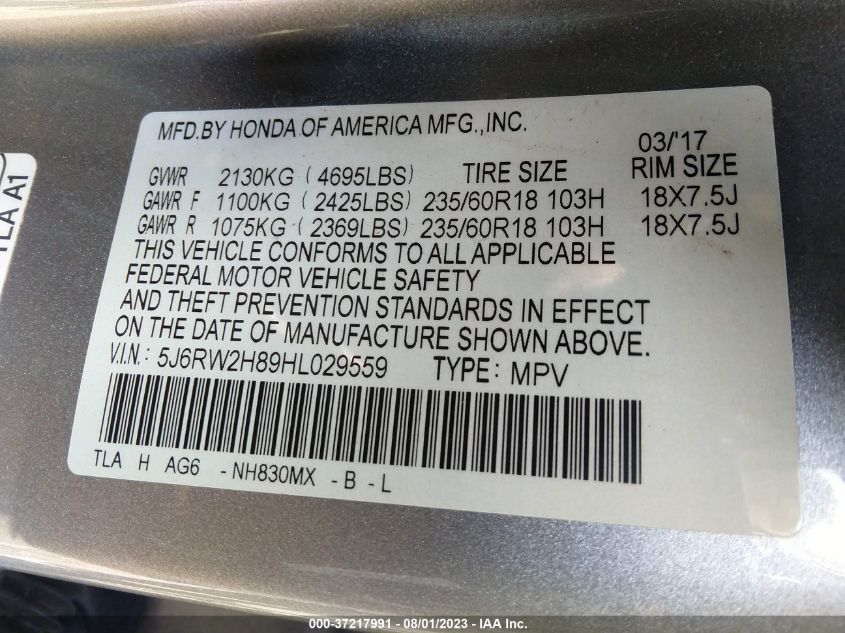 MFD.BY HONDA OF AMERICA MFG.,INC.
03/'17
GVWR 2130KG (4695LBS) TIRE SIZE RIM SIZE
GAWR F 1100KG (2425LBS) 235/60R18 103H 18X7.5J
GAWR R 1075KG (2369LBS) 235/60R18 103H 18X7.5J
THIS VEHICLE CONFORMS TO ALL APPLICABLE
FEDERAL MOTOR VEHICLE SAFETY
AND THEFT PREVENTION STANDARDS IN EFFECT
ON THE DATE OF MANUFACTURE SHOWN ABOVE.
V.I.N.: 5J6RW2H89HL029559 TYPE: MPV
TLA H AG6 -NH830MX -B -L
TLA A1
000-37217991 - 08/01/2023 - IAA Inc.